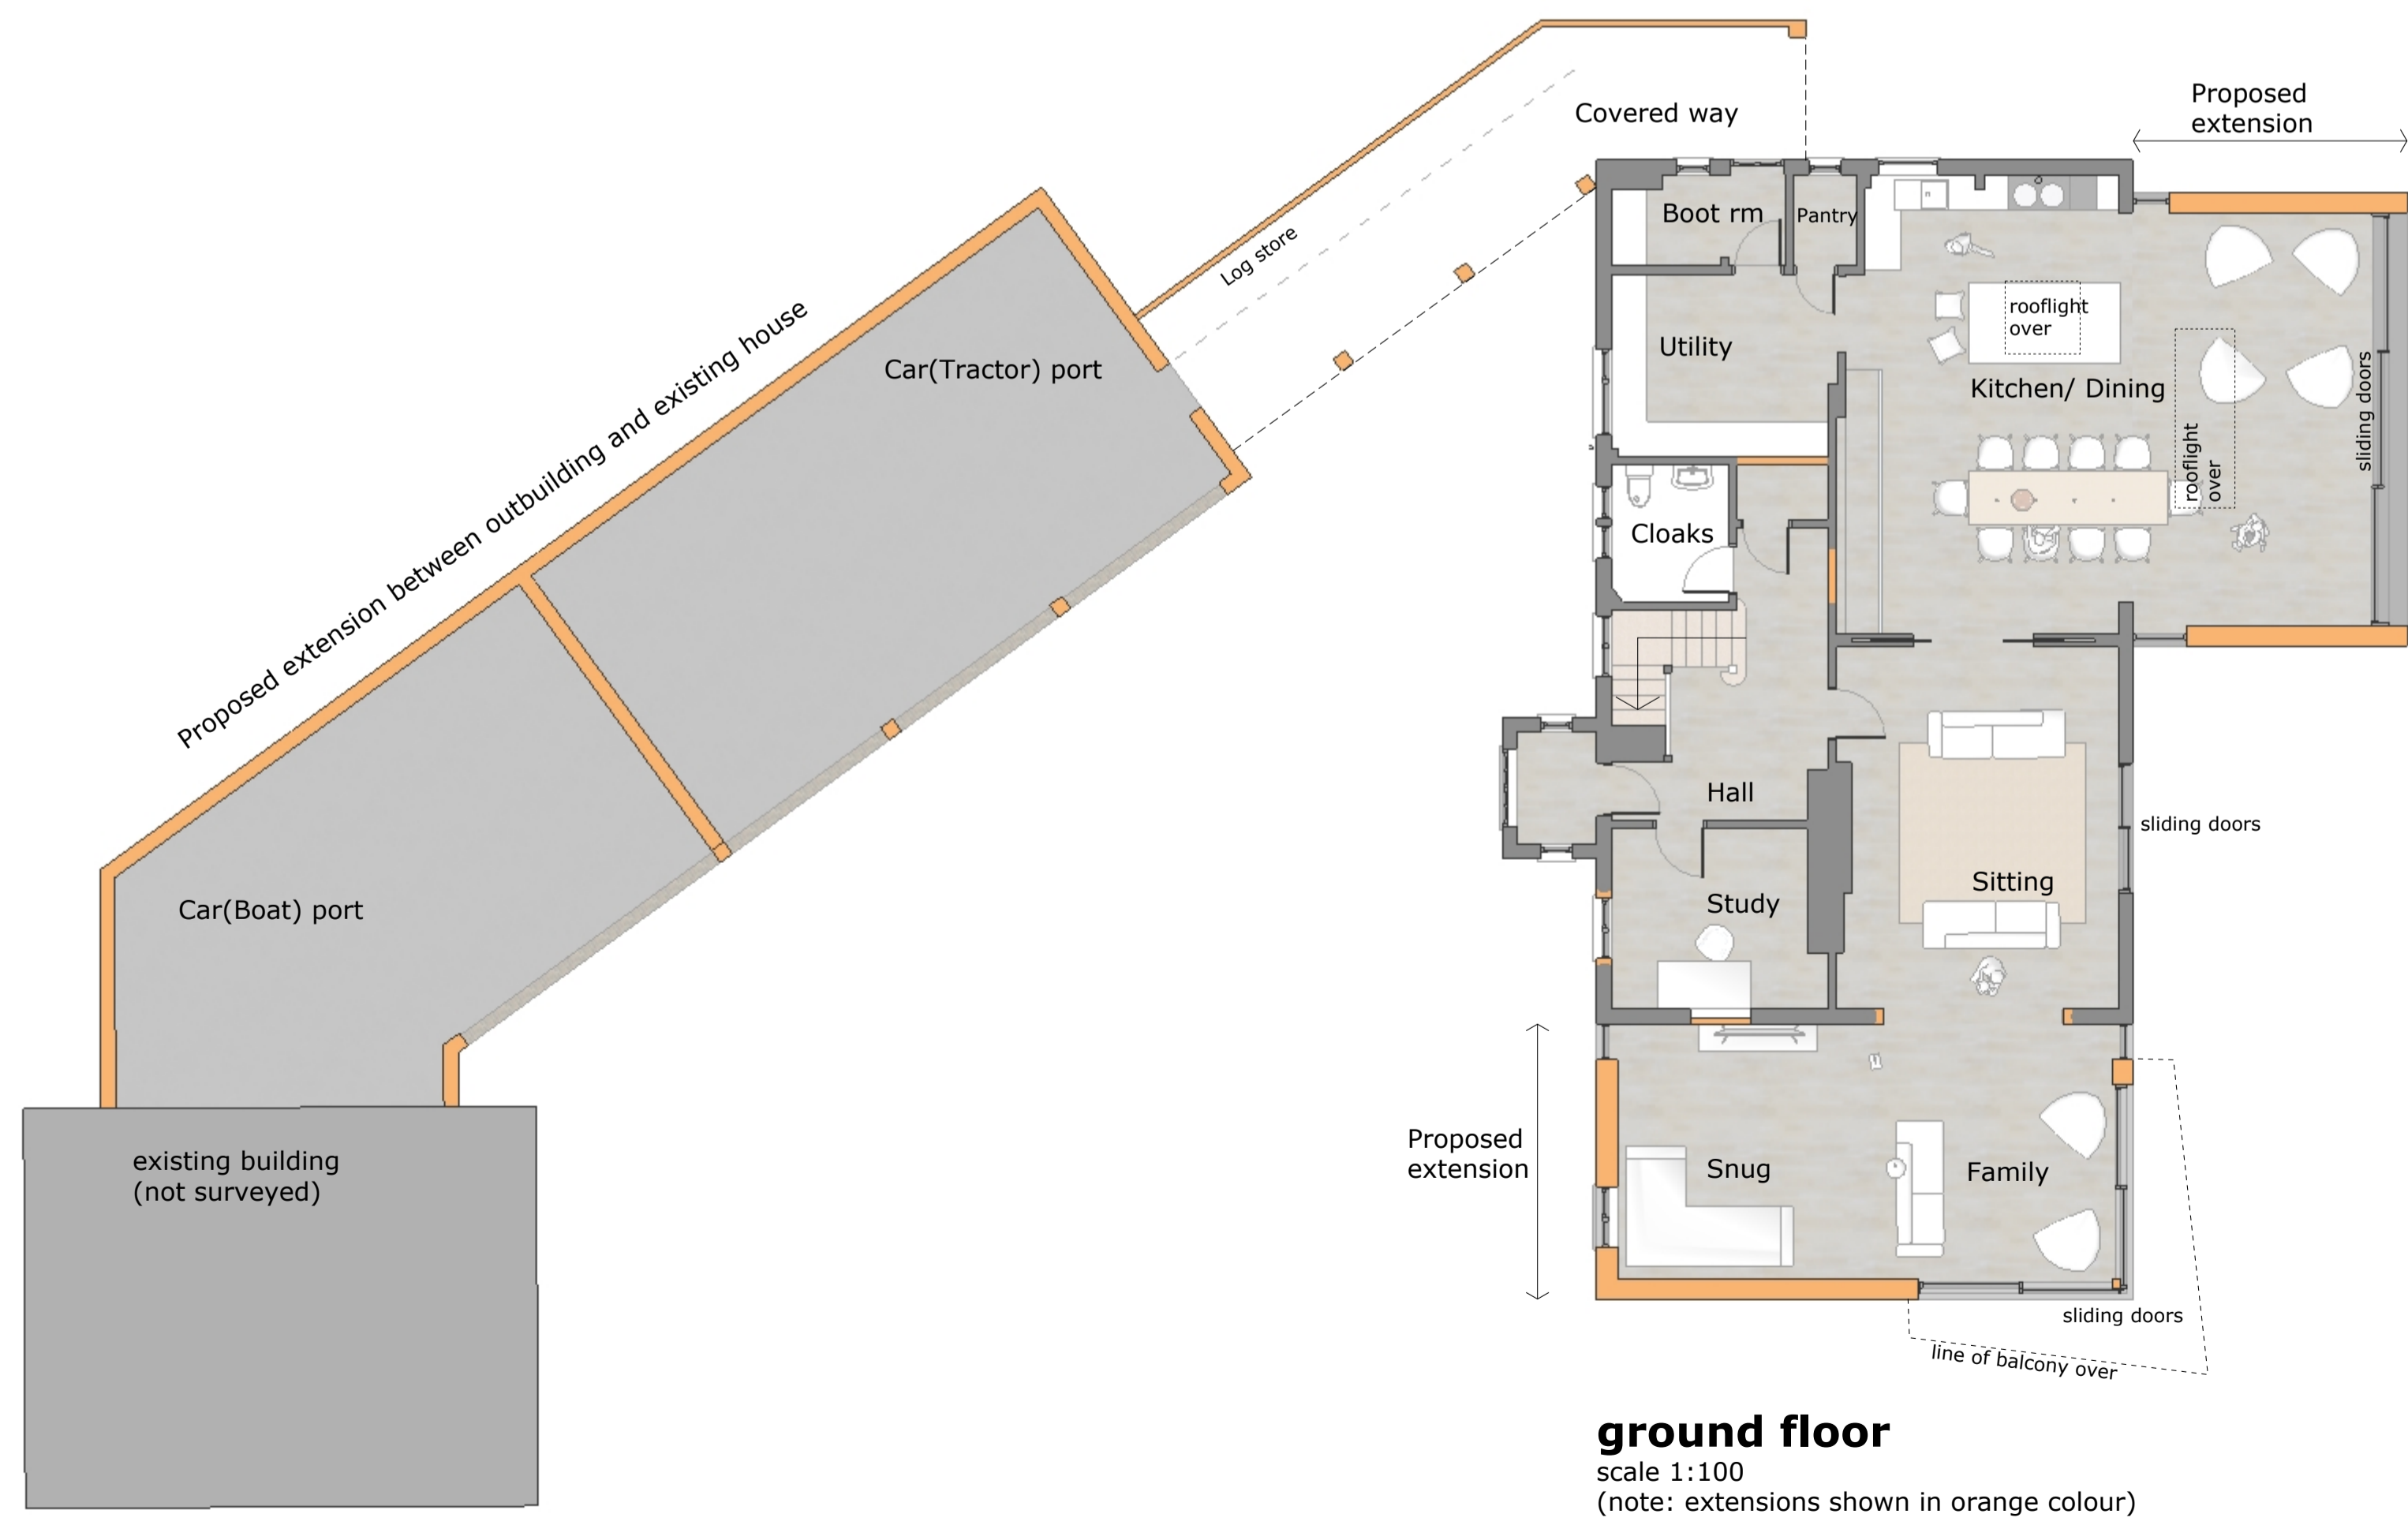 Proposed
extension
Covered way
Boot rm
Pantry
Log store
rooflight
over
Proposed extension between outbuilding and existing house
Utility
Car(Tractor) port
Kitchen/ Dining
sliding doors
rooflight
over
Cloaks
Hall
sliding doors
Sitting
Study
Car(Boat) port
Proposed
extension
existing building
(not surveyed)
Snug
Family
sliding doors
line of balcony over
ground floor
scale 1:100
(note: extensions shown in orange colour)